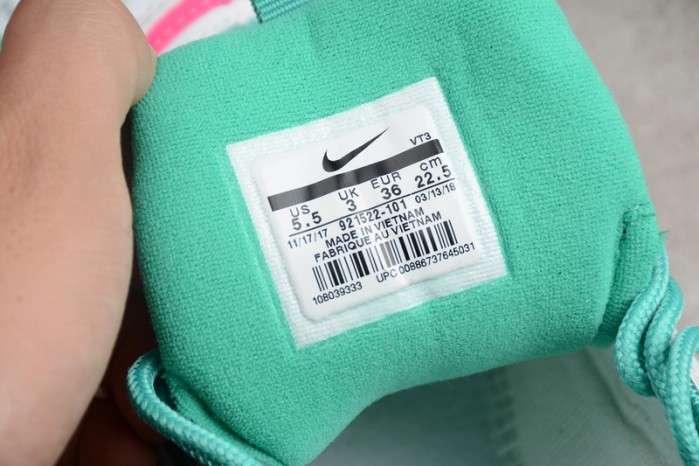 VT3
US UK EUR cm
5.5 3 36 22.5
11/17/17 921522-101 03/13/18
MADE IN VIETNAM
FABRIQUE AU VIETNAM
108039333 UPC 00886737645031